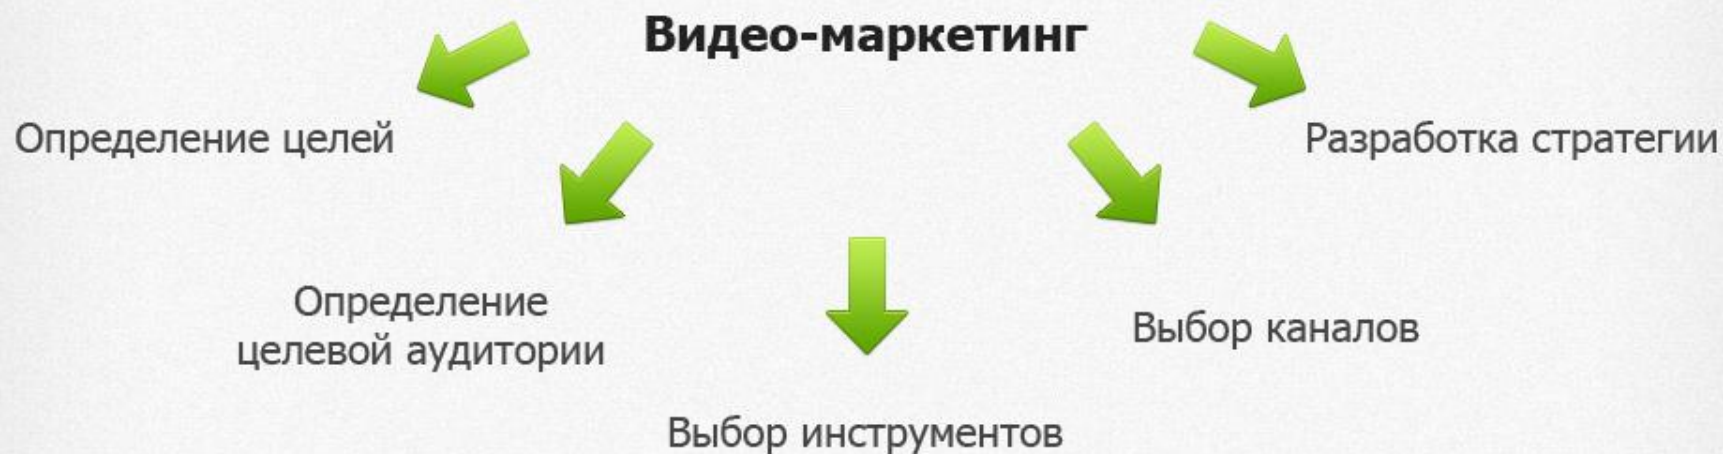 Видео-маркетинг
Определение целей
Разработка стратегии
Определение
целевой аудитории
Выбор каналов
Выбор инструментов